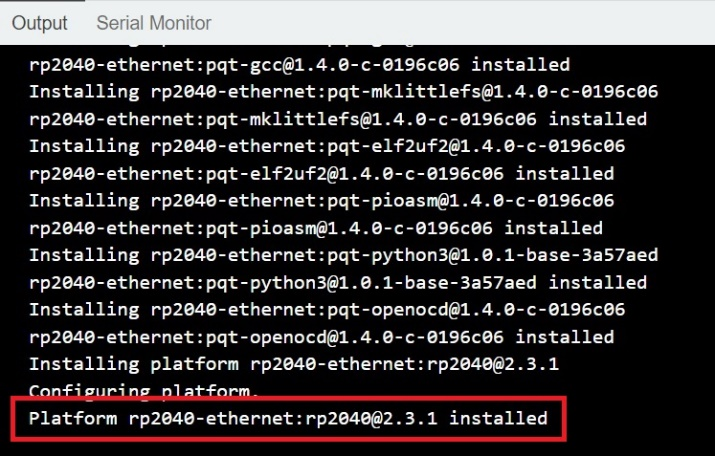 Output Serial Monitor
rp2040-ethernet:pqt-gcc@1.4.0-c-0196c06 installed
Installing rp2040-ethernet:pqt-mklittlefs@1.4.0-c-0196c06
rp2040-ethernet:pqt-mklittlefs@1.4.0-c-0196c06 installed
Installing rp2040-ethernet:pqt-elf2uf2@1.4.0-c-0196c06
rp2040-ethernet:pqt-elf2uf2@1.4.0-c-0196c06 installed
Installing rp2040-ethernet:pqt-pioasm@1.4.0-c-0196c06
rp2040-ethernet:pqt-pioasm@1.4.0-c-0196c06 installed
Installing rp2040-ethernet:pqt-python3@1.0.1-base-3a57aed
rp2040-ethernet:pqt-python3@1.0.1-base-3a57aed installed
Installing rp2040-ethernet:pqt-openocd@1.4.0-c-0196c06
rp2040-ethernet:pqt-openocd@1.4.0-c-0196c06 installed
Installing platform rp2040-ethernet:rp2040@2.3.1
Configuring platform.
Platform rp2040-ethernet:rp2040@2.3.1 installed